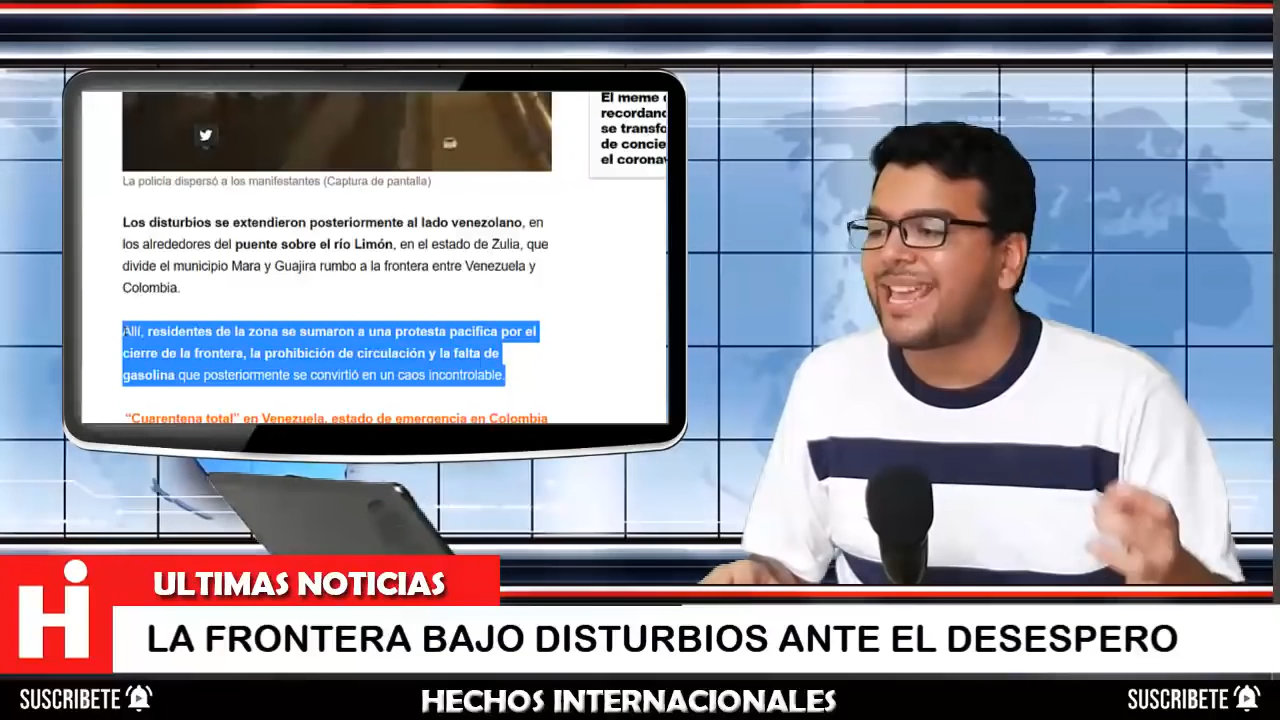 El meme
recordand
se transfo
de concie
el corona
La policía dispersó a los manifestantes (Captura de pantalla)
Los disturbios se extendieron posteriormente al lado venezolano, en
los alrededores del puente sobre el río Limón, en el estado de Zulia, que
divide el municipio Mara y Guajira rumbo a la frontera entre Venezuela y
Colombia.
Allí, residentes de la zona se sumaron a una protesta pacifica por el
cierre de la frontera, la prohibición de circulación y la falta de
gasolina que posteriormente se convirtió en un caos incontrolable.
“Cuarentena total” en Venezuela, estado de emergencia en Colombia
Hi
ULTIMAS NOTICIAS
LA FRONTERA BAJO DISTURBIOS ANTE EL DESESPERO
SUSCRIBETE
HECHOS INTERNACIONALES
SUSCRIBETE